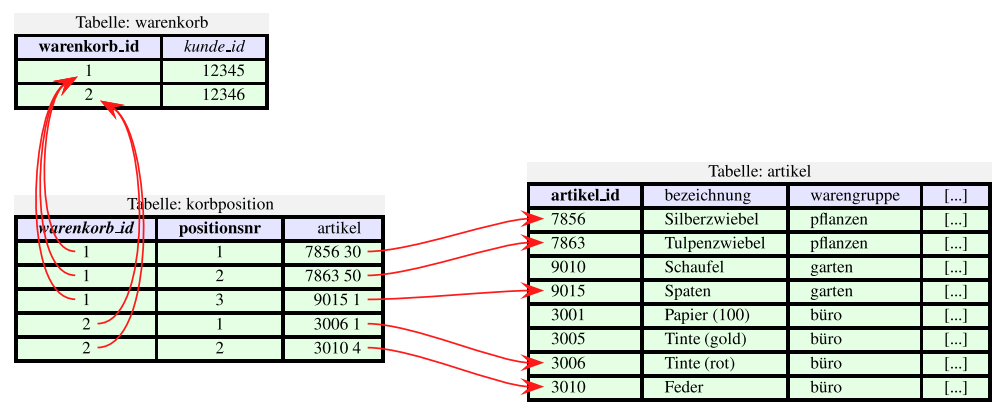 Tabelle: warenkorb
warenkorb_id kunde_id
1 12345
2 12346
Tabelle: korbposition
warenkorb_id positionsnr artikel
1 1 7856 30
1 2 7863 50
1 3 9015 1
2 1 3006 1
2 2 3010 4
Tabelle: artikel
artikel_id bezeichnung warengruppe [...]
7856 Silberzwiebel pflanzen [...]
7863 Tulpenzwiebel pflanzen [...]
9010 Schaufel garten [...]
9015 Spaten garten [...]
3001 Papier (100) büro [...]
3005 Tinte (gold) büro [...]
3006 Tinte (rot) büro [...]
3010 Feder büro [...]